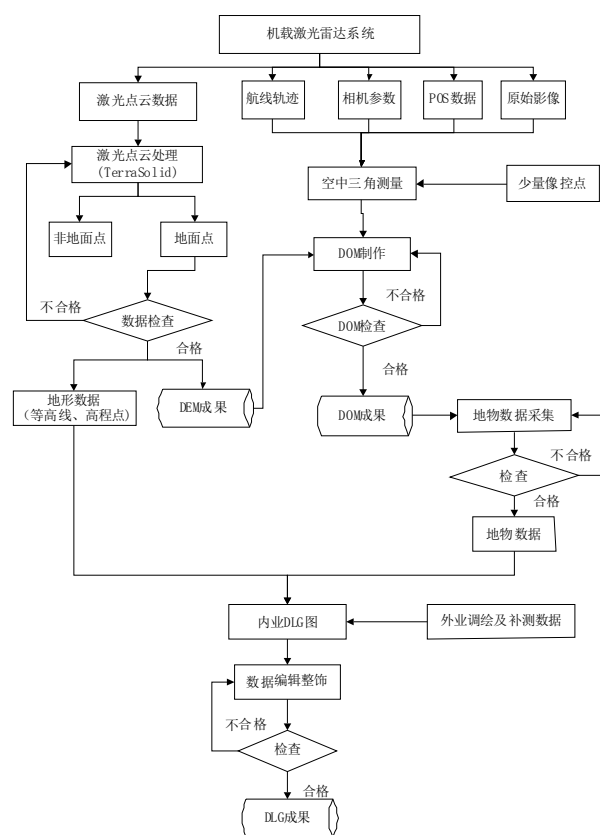 机载激光雷达系统
激光点云数据
航线轨迹
相机参数
POS数据
原始影像
激光点云处理
(TerraSolid)
空中三角测量
少量像控点
非地面点
地面点
DOM制作
不合格
不合格
数据检查
DOM检查
合格
合格
地形数据
（等高线、高程点）
DEM成果
DOM成果
地物数据采集
不合格
检查
合格
地物数据
内业DLG图
外业调绘及补测数据
数据编辑整饰
不合格
检查
合格
DLG成果